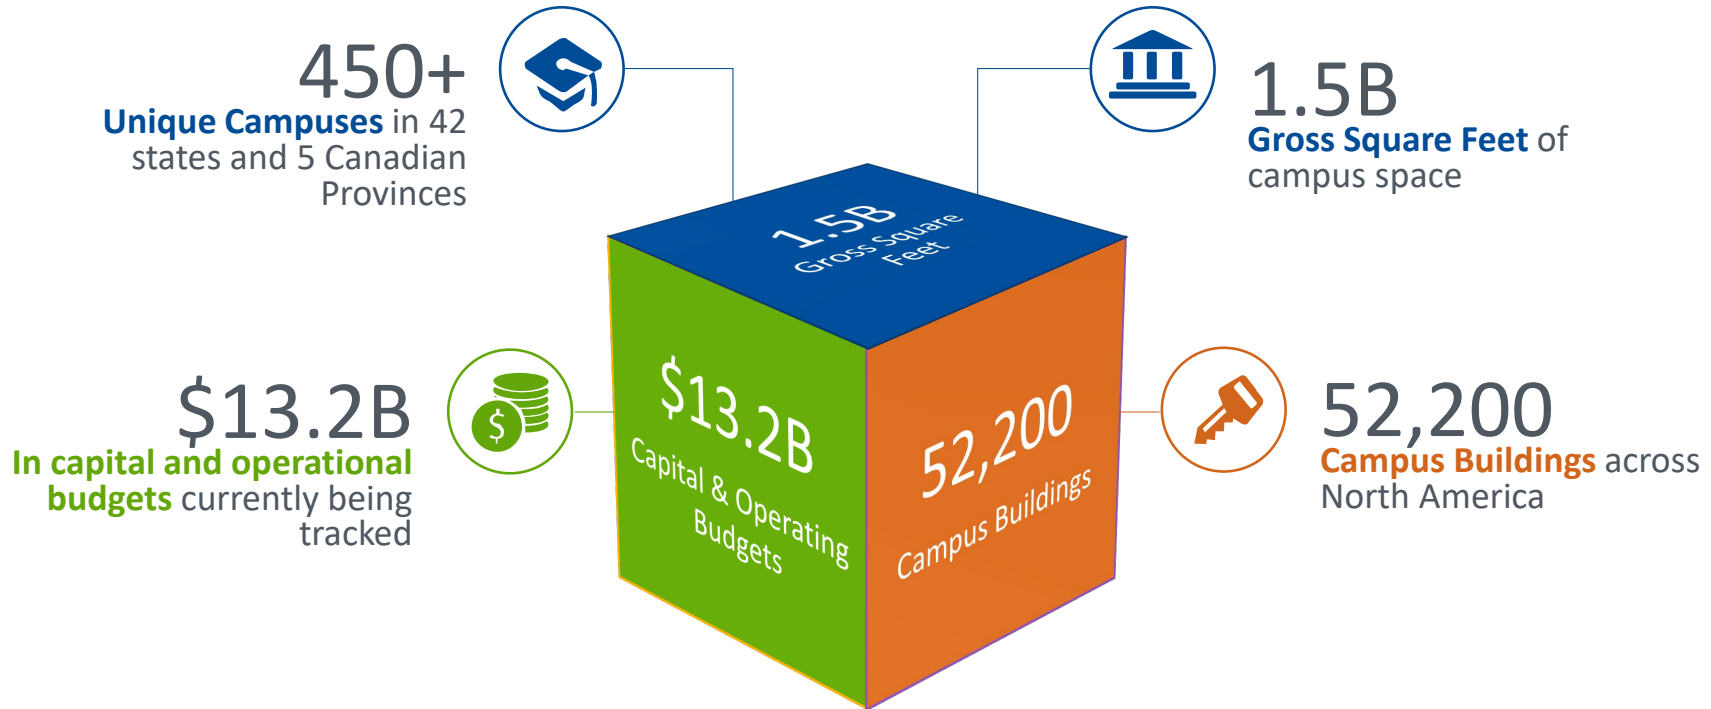 450+
Unique Campuses in 42
states and 5 Canadian
Provinces
1.5B
Gross Square Feet of
campus space
1.5B
Gross Square
Feet
$13.2B
In capital and operational
budgets currently being
tracked
$
$13.2B
Capital & Operating
Budgets
52,200
Campus Buildings
52,200
Campus Buildings across
North America